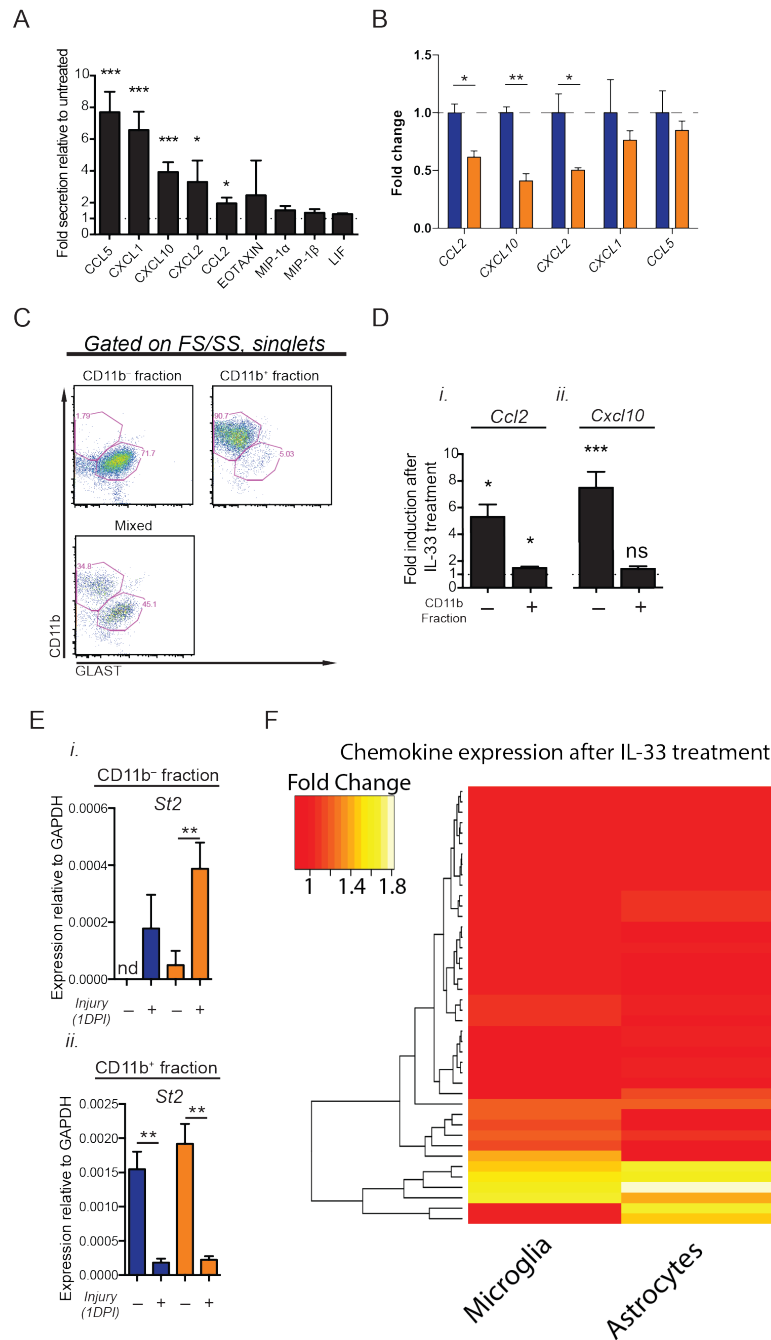 A
Fold secretion relative to untreated
10
8
6
4
2
1
0
***
***
***
*
*
CCL5
CXCL1
CXCL10
CXCL2
CCL2
EOTAXIN
MIP-1α
MIP-1β
LIF
B
Fold change
1.5
1.0
0.5
0.0
*
**
*
CCL2
CXCL10
CXCL2
CXCL1
CCL5
C
Gated on FS/SS, singlets
CD11b⁻ fraction
CD11b⁺ fraction
1.79
71.7
90.7
5.03
Mixed
34.8
45.1
CD11b
GLAST
D
i.
ii.
Ccl2
Cxcl10
Fold induction after
IL-33 treatment
10
8
6
4
2
1
0
*
*
***
ns
CD11b
Fraction
– + – +
E
i.
CD11b⁻ fraction
St2
Expression relative to GAPDH
0.0006
0.0004
0.0002
0.0000
nd
**
Injury
(1DPI)
– + – +
ii.
CD11b⁺ fraction
St2
Expression relative to GAPDH
0.0025
0.0020
0.0015
0.0010
0.0005
0.0000
**
**
Injury
(1DPI)
– + – +
F
Chemokine expression after IL-33 treatment
Fold Change
1 1.4 1.8
Microglia
Astrocytes